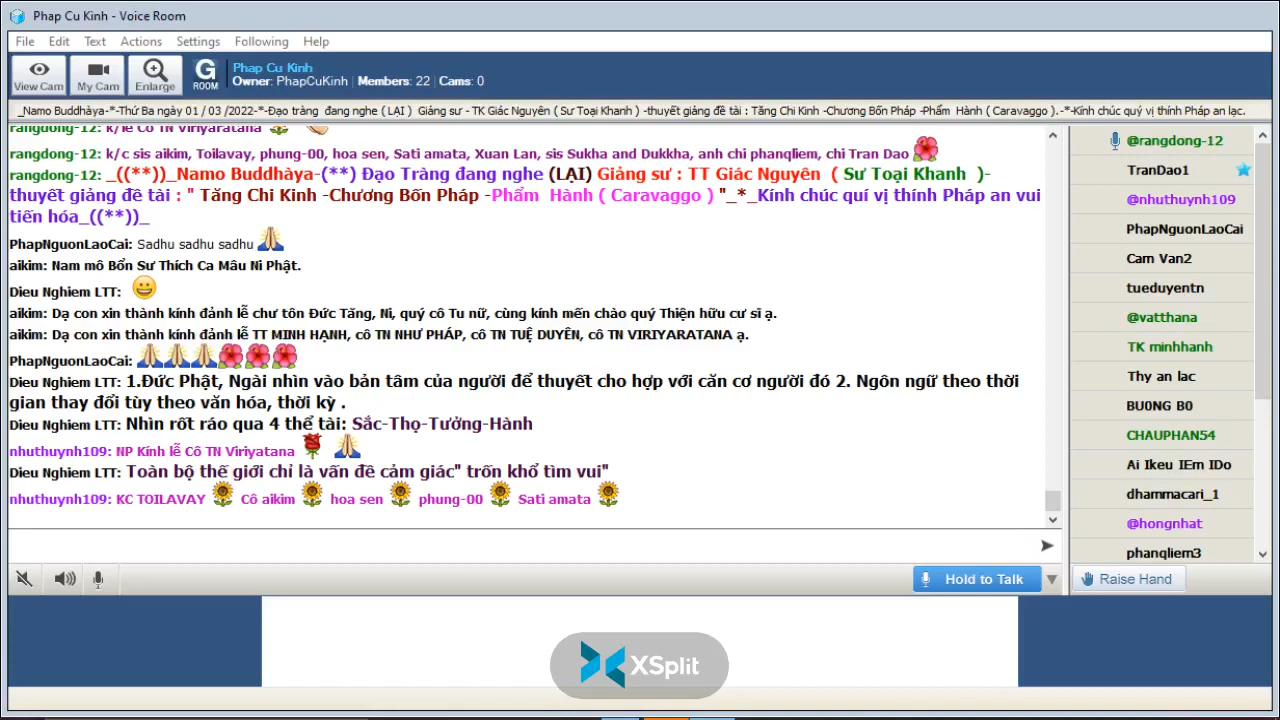 Phap Cu Kinh - Voice Room
File Edit Text Actions Settings Following Help
View Cam My Cam Enlarge G ROOM
Phap Cu Kinh
Owner: PhapCuKinh | Members: 22 | Cams: 0
_Namo Buddhàya-*-Thứ Ba ngày 01 / 03 /2022-*-Đạo tràng đang nghe ( LẠI ) Giảng sư - TK Giác Nguyên ( Sư Toại Khanh ) -thuyết giảng đề tài : Tăng Chi Kinh -Chương Bốn Pháp -Phẩm Hành ( Caravaggo ).-*-Kính chúc quý vị thính Pháp an lạc.
rangdong-12: k/lễ Cô TN Viriyaratana
rangdong-12: k/c sis aikim, Toilavay, phung-00, hoa sen, Sati amata, Xuan Lan, sis Sukha and Dukkha, anh chi phanqliem, chi Tran Dao
rangdong-12: _((**))_Namo Buddhàya-(**) Đạo Tràng đang nghe (LẠI) Giảng sư : TT Giác Nguyên ( Sư Toại Khanh )-
thuyết giảng đề tài : " Tăng Chi Kinh -Chương Bốn Pháp -Phẩm Hành ( Caravaggo ) "_*_Kính chúc quí vị thính Pháp an vui
tiến hóa_((**))_
PhapNguonLaoCai: Sadhu sadhu sadhu
aikim: Nam mô Bổn Sư Thích Ca Mâu Ni Phật.
Dieu Nghiem LTT:
aikim: Dạ con xin thành kính đảnh lễ chư tôn Đức Tăng, Ni, quý cô Tu nữ, cùng kính mến chào quý Thiện hữu cư sĩ ạ.
aikim: Dạ con xin thành kính đảnh lễ TT MINH HẠNH, cô TN NHƯ PHÁP, cô TN TUỆ DUYÊN, cô TN VIRIYARATANA ạ.
PhapNguonLaoCai:
Dieu Nghiem LTT: 1.Đức Phật, Ngài nhìn vào bản tâm của người để thuyết cho hợp với căn cơ người đó 2. Ngôn ngữ theo thời
gian thay đổi tùy theo văn hóa, thời kỳ .
Dieu Nghiem LTT: Nhìn rốt ráo qua 4 thể tài: Sắc-Thọ-Tưởng-Hành
nhuthuynh109: NP Kính lễ Cô TN Viriyatana
Dieu Nghiem LTT: Toàn bộ thế giới chỉ là vấn đề cảm giác" trốn khổ tìm vui"
nhuthuynh109: KC TOILAVAY Cô aikim hoa sen phung-00 Sati amata
@rangdong-12
TranDao1
@nhuthuynh109
PhapNguonLaoCai
Cam Van2
tueduyentn
@vatthana
TK minhhanh
Thy an lac
BU0NG B0
CHAUPHAN54
Ai Ikeu IEm IDo
dhammacari_1
@hongnhat
phanqliem3
Hold to Talk
Raise Hand
XSplit